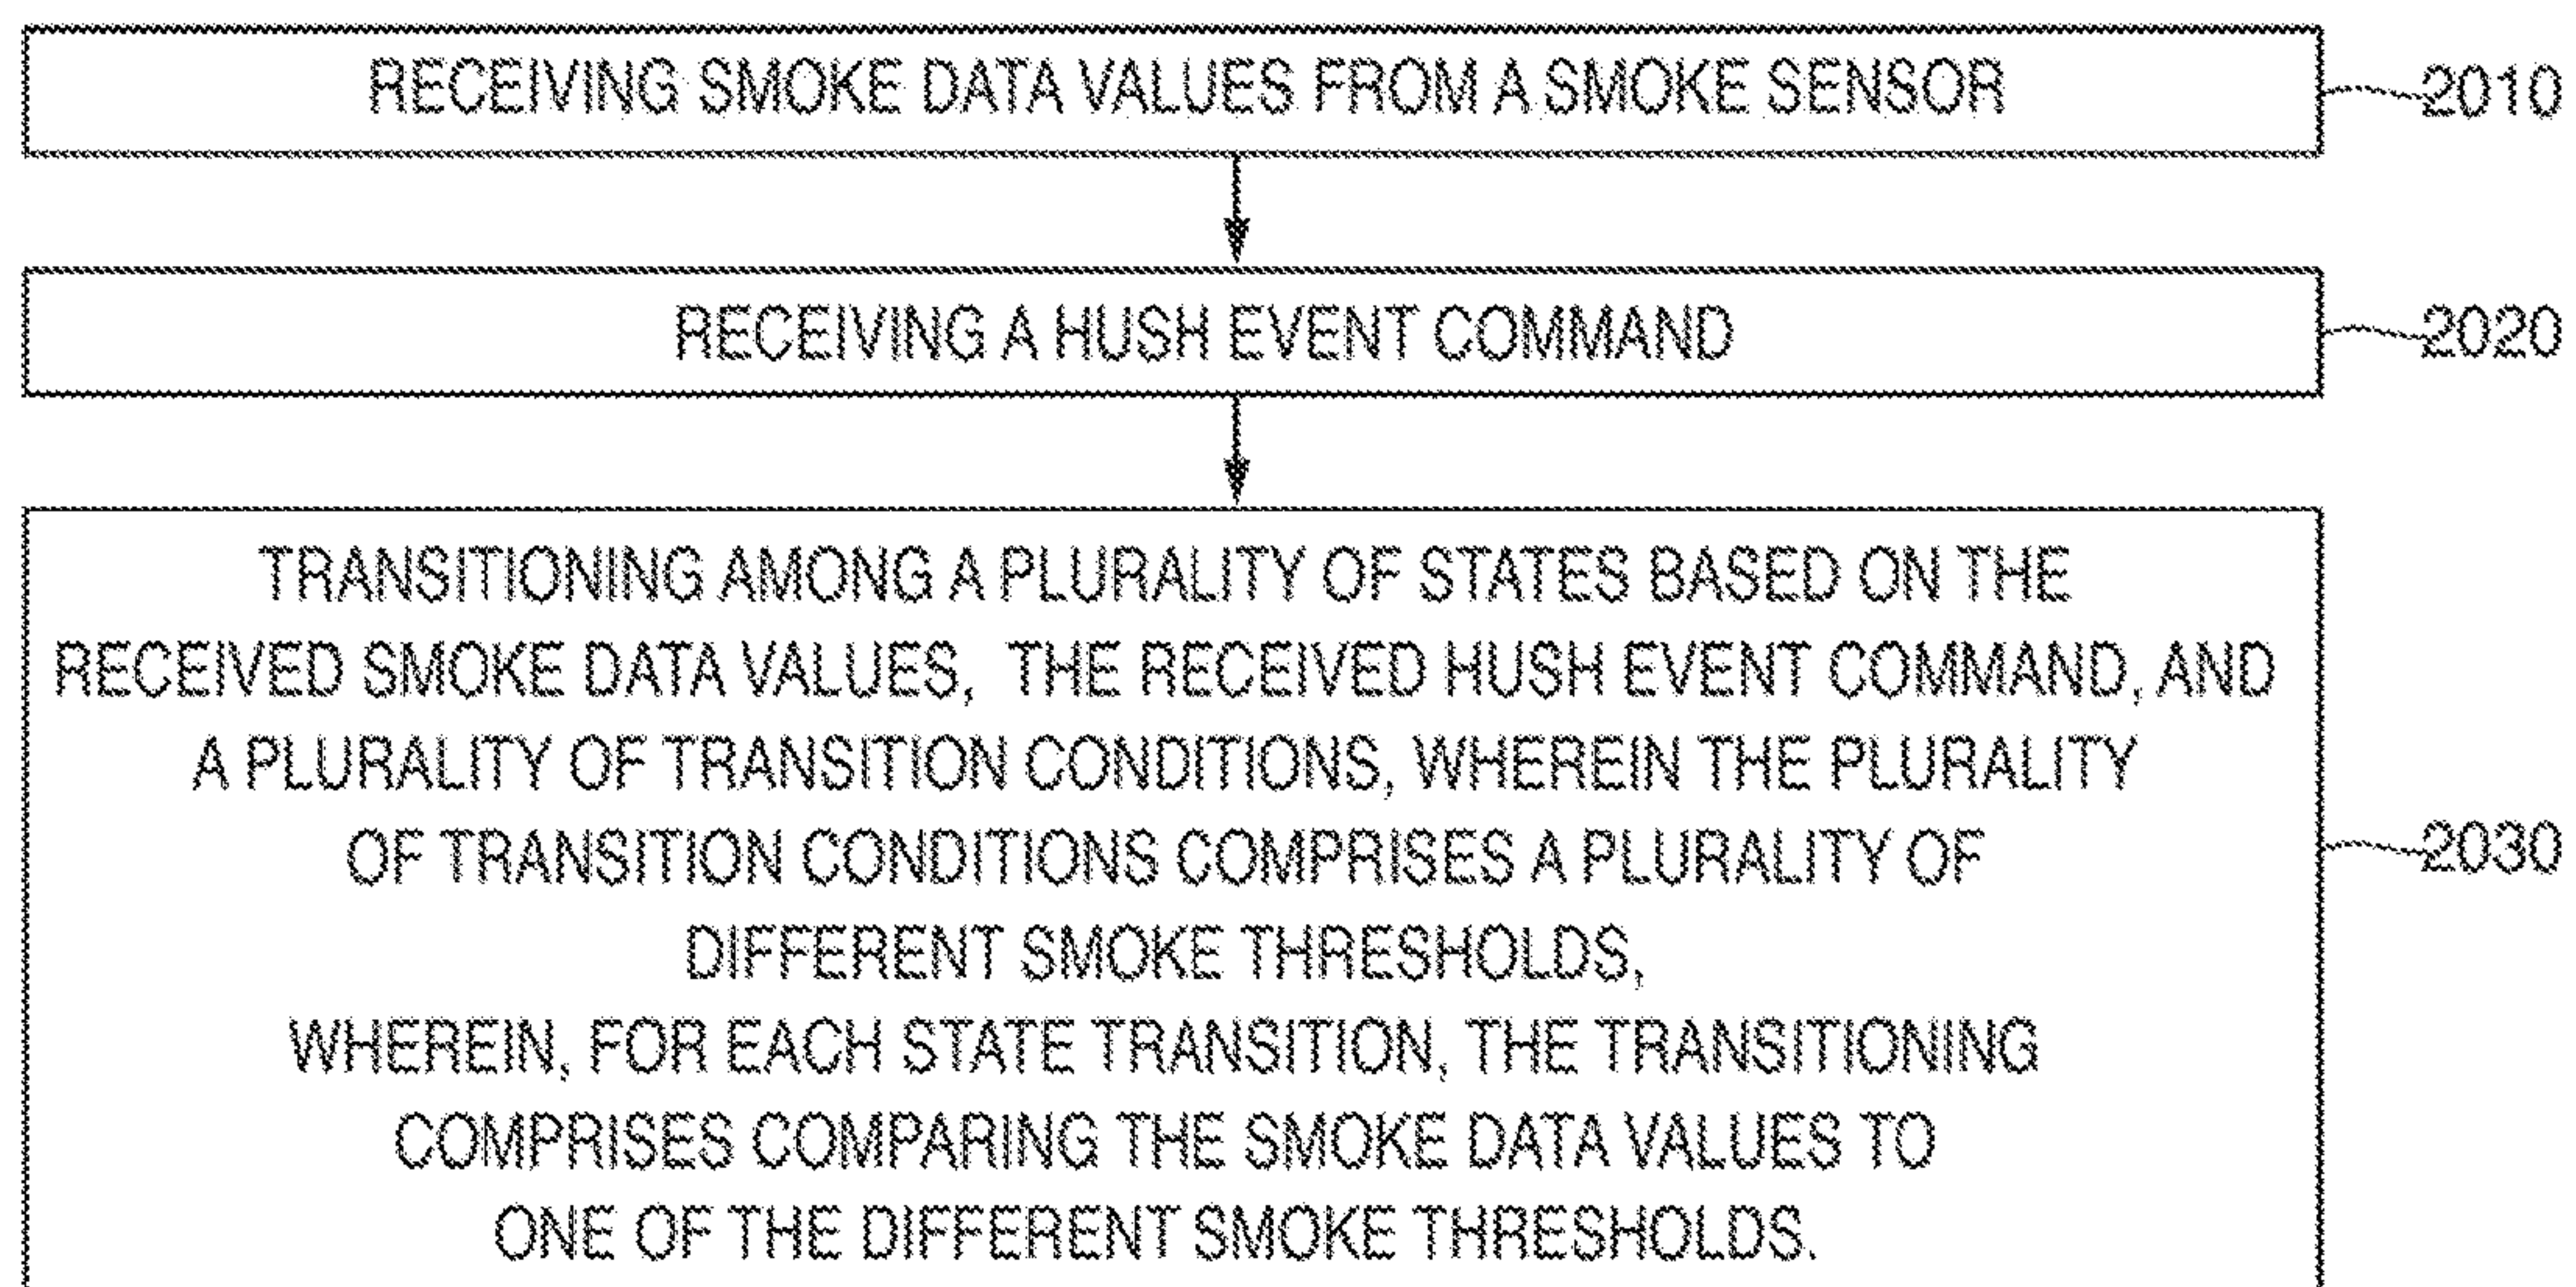 RECEIVING SMOKE DATA VALUES FROM A SMOKE SENSOR
2010
RECEIVING A HUSH EVENT COMMAND
2020
TRANSITIONING AMONG A PLURALITY OF STATES BASED ON THE
RECEIVED SMOKE DATA VALUES, THE RECEIVED HUSH EVENT COMMAND, AND
A PLURALITY OF TRANSITION CONDITIONS, WHEREIN THE PLURALITY
OF TRANSITION CONDITIONS COMPRISES A PLURALITY OF
DIFFERENT SMOKE THRESHOLDS,
WHEREIN, FOR EACH STATE TRANSITION, THE TRANSITIONING
COMPRISES COMPARING THE SMOKE DATA VALUES TO
ONE OF THE DIFFERENT SMOKE THRESHOLDS.
2030